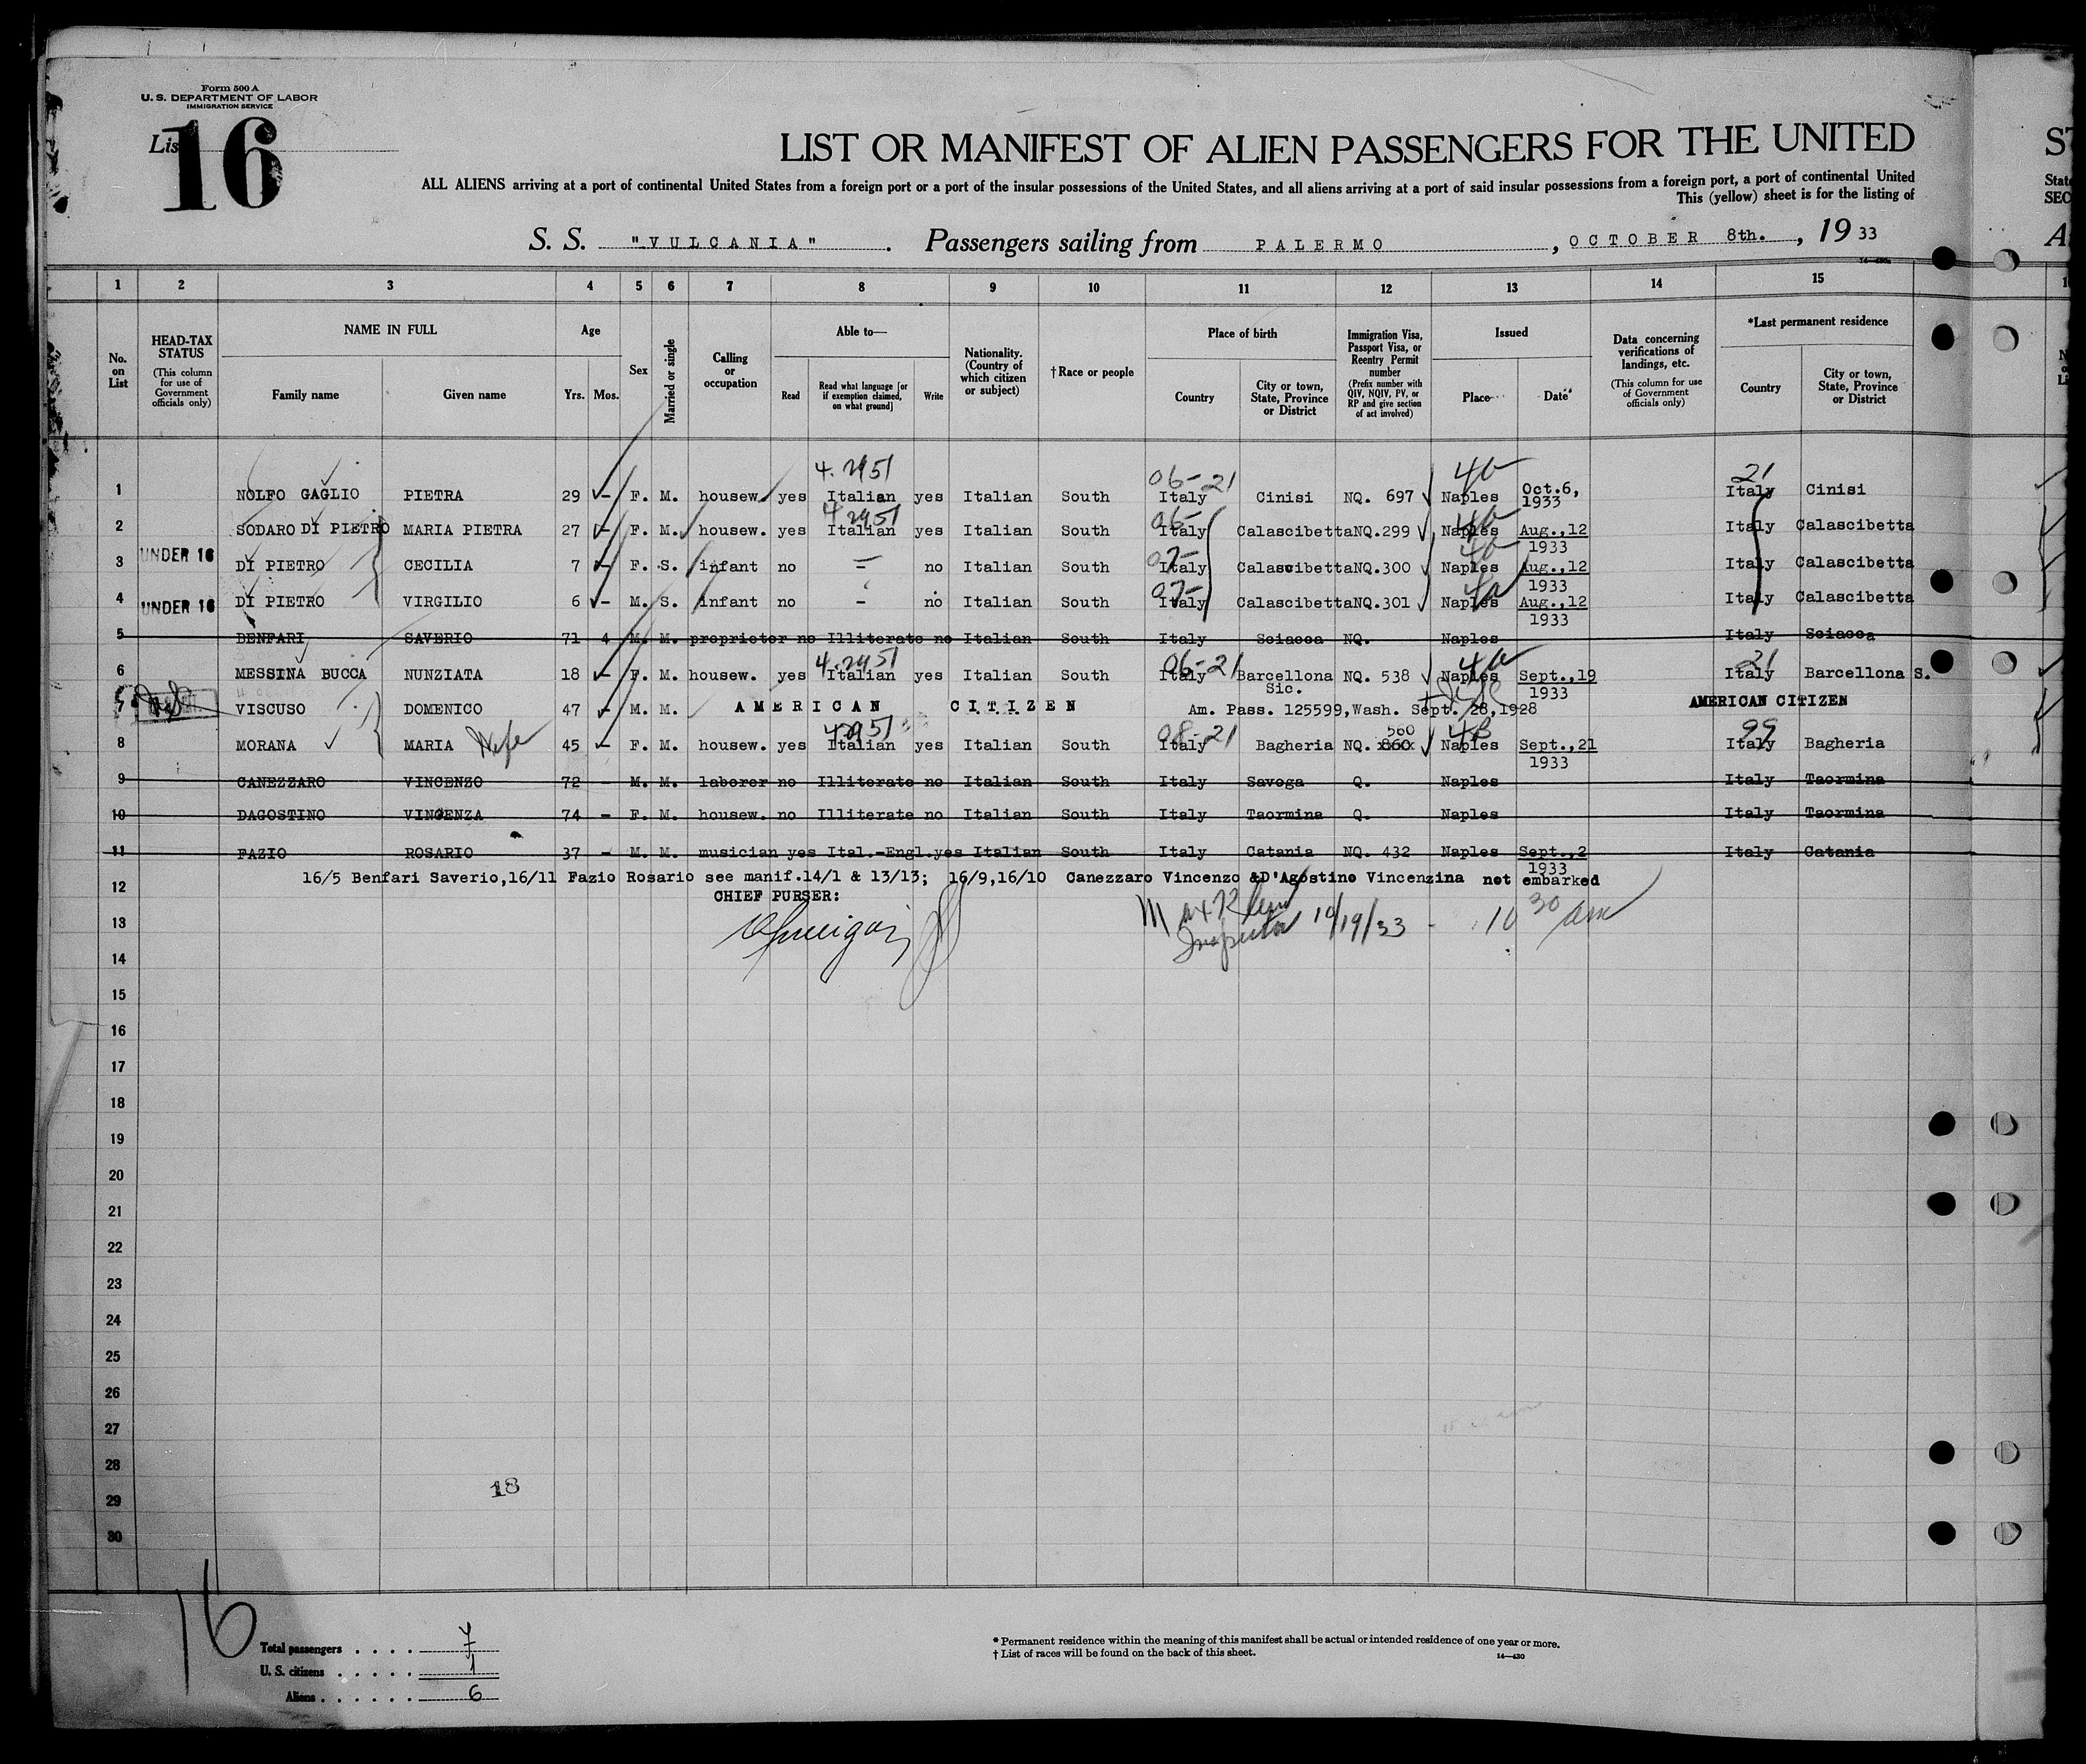 Form 500 A
U. S. DEPARTMENT OF LABOR
IMMIGRATION SERVICE
16
LIST OR MANIFEST OF ALIEN PASSENGERS FOR THE UNITED
ALL ALIENS arriving at a port of continental United States from a foreign port or a port of the insular possessions of the United States, and all aliens arriving at a port of said insular possessions from a foreign port, a port of continental United
This (yellow) sheet is for the listing of
S. S. "VULCANIA" . Passengers sailing from PALERMO , OCTOBER 8th. , 1933
1 2 3 4 5 6 7 8 9 10 11 12 13 14 15
No. on List
HEAD-TAX STATUS (This column for use of Government officials only)
NAME IN FULL
Family name Given name
Age
Yrs. Mos.
Sex
Married or single
Calling or occupation
Able to—
Read Read what language [or if exemption claimed, on what ground] Write
Nationality. (Country of which citizen or subject)
†Race or people
Place of birth
Country City or town, State, Province or District
Immigration Visa, Passport Visa, or Reentry Permit number (Prefix number with QIV, NQIV, PV, or RP and give section of act involved)
Issued
Place Date
Data concerning verifications of landings, etc. (This column for use of Government officials only)
*Last permanent residence
Country City or town, State, Province or District
1 NOLFO GAGLIO PIETRA 29 - F. M. housew. yes Italian yes Italian South Italy Cinisi NQ. 697 Naples Oct.6, 1933 Italy Cinisi
2 SODARO DI PIETRO MARIA PIETRA 27 - F. M. housew. yes Italian yes Italian South Italy Calascibetta NQ.299 Naples Aug.,12 1933 Italy Calascibetta
3 UNDER 16 DI PIETRO CECILIA 7 - F. S. infant no - no Italian South Italy Calascibetta NQ.300 Naples Aug.,12 1933 Italy Calascibetta
4 UNDER 16 DI PIETRO VIRGILIO 6 - M. S. infant no - no Italian South Italy Calascibetta NQ.301 Naples Aug.,12 1933 Italy Calascibetta
5 BENFARI SAVERIO 71 4 M. M. proprietor no Illiterate no Italian South Italy Sciacca NQ. Naples Italy Sciacca
6 MESSINA BUCCA NUNZIATA 18 - F. M. housew. yes Italian yes Italian South Italy Barcellona Sic. NQ. 538 Naples Sept.,19 1933 Italy Barcellona S.
VISCUSO DOMENICO 47 - M. M. AMERICAN CITIZEN Am. Pass. 125599,Wash. Sept. 28,1928 AMERICAN CITIZEN
8 MORANA MARIA Wife 45 - F. M. housew. yes Italian yes Italian South Italy Bagheria NQ. 560 Naples Sept.,21 1933 Italy Bagheria
9 CANEZZARO VINCENZO 72 - M. M. laborer no Illiterate no Italian South Italy Savoga Q. Naples Italy Taormina
10 DAGOSTINO VINCENZA 74 - F. M. housew. no Illiterate no Italian South Italy Taormina Q. Naples Italy Taormina
11 FAZIO ROSARIO 37 - M. M. musician yes Ital.-Engl.yes Italian South Italy Catania NQ. 432 Naples Sept.,2 1933 Italy Catania
12 16/5 Benfari Saverio,16/11 Fazio Rosario see manif.14/1 & 13/13; 16/9,16/10 Canezzaro Vincenzo &D'Agostino Vincenzina not embarked
CHIEF PURSER:
13 Inspector 10/19/33 - 10 30 am
14
15
16
17
18
19
20
21
22
23
24
25
26
27
28
29
30
18
16
Total passengers . . . . 7
U. S. citizens . . . . . 1
Aliens . . . . . . 6
* Permanent residence within the meaning of this manifest shall be actual or intended residence of one year or more.
† List of races will be found on the back of this sheet.
14—430